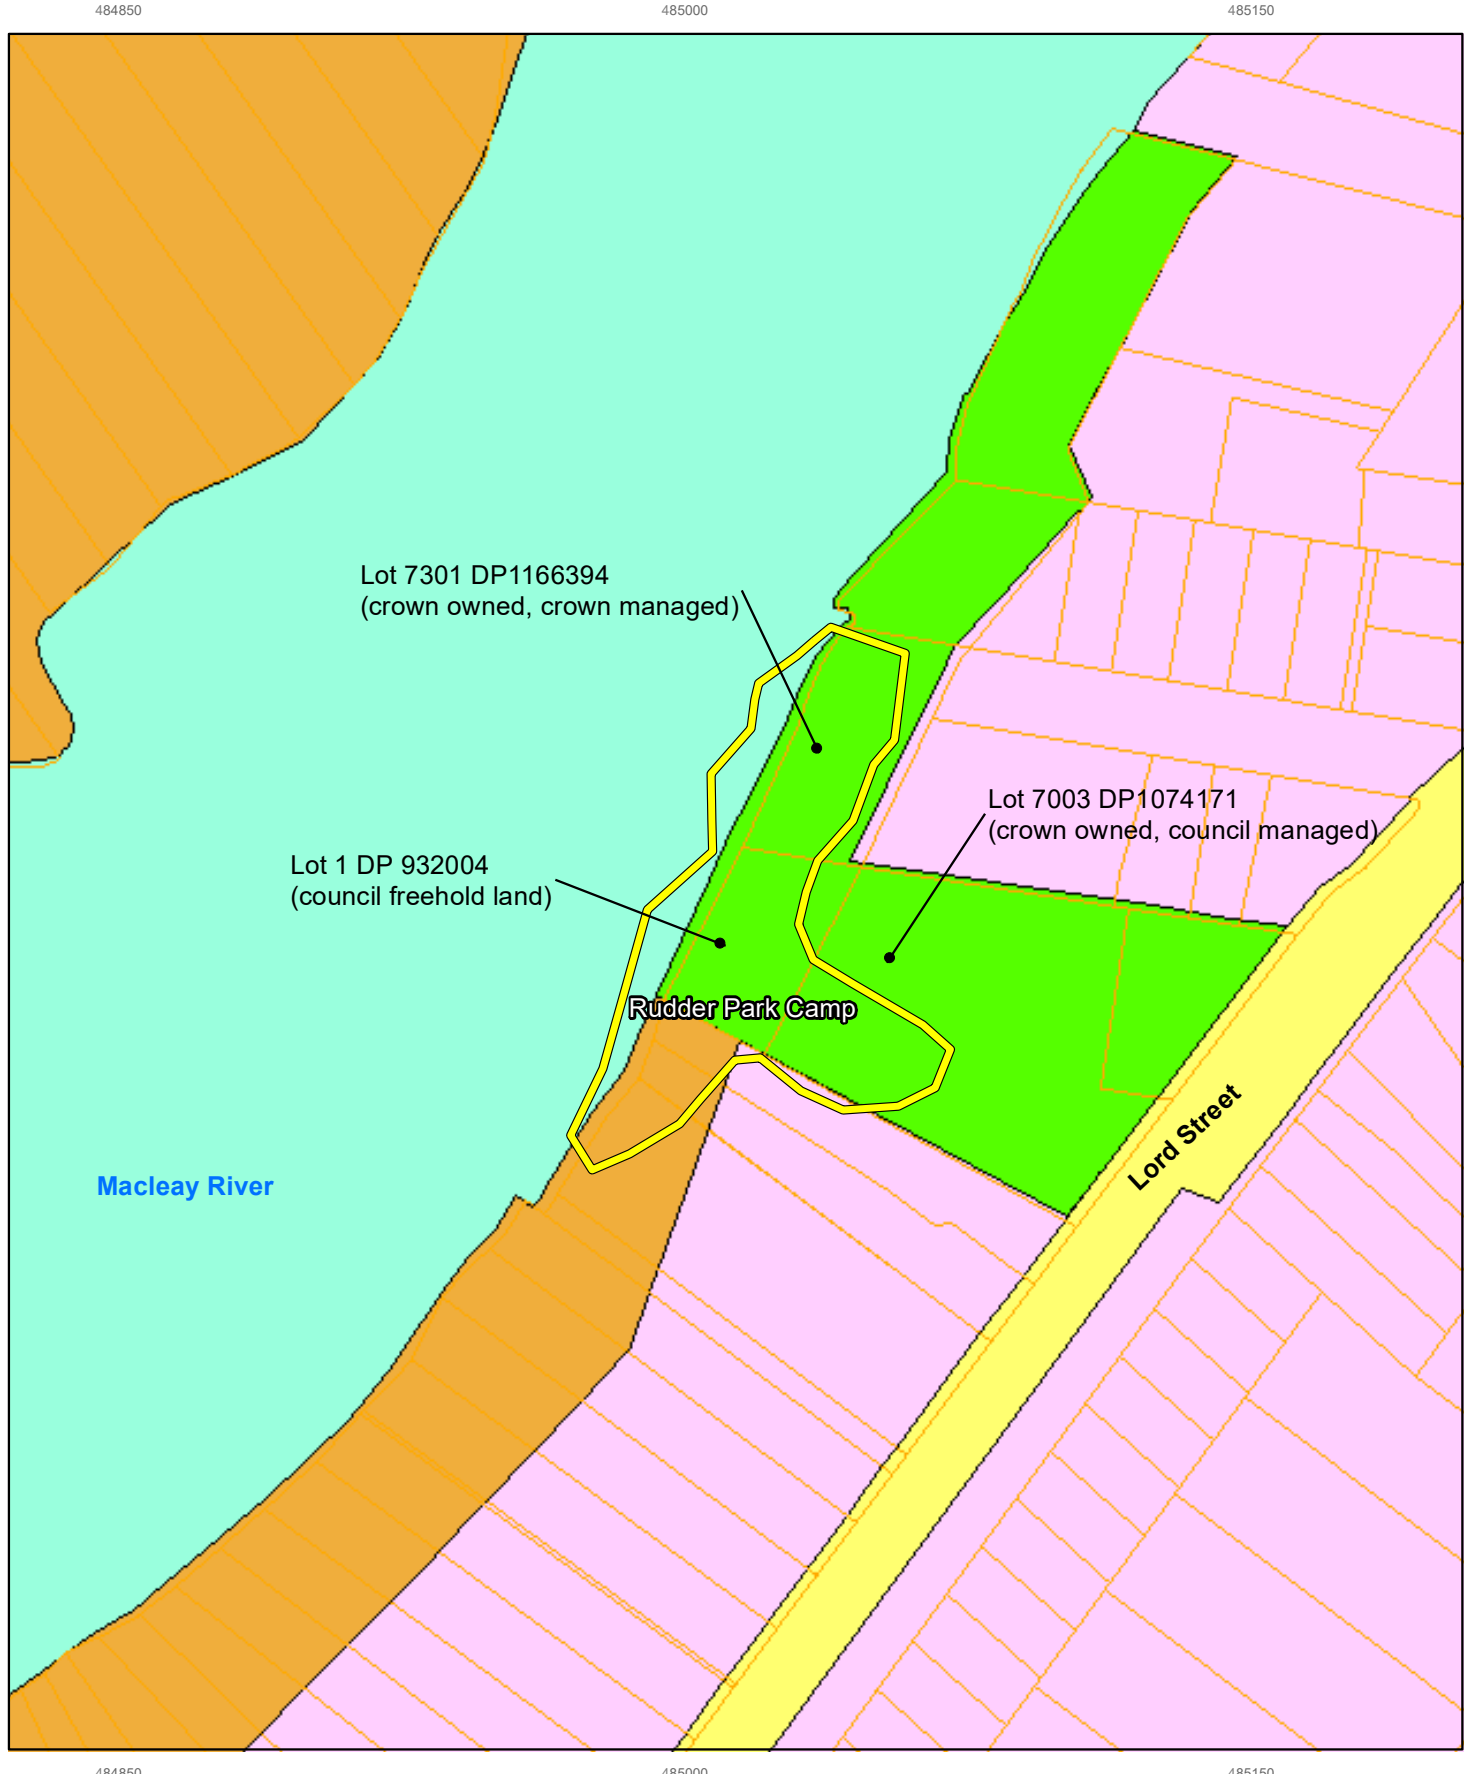 484850 485000 485150
Lot 7301 DP1166394
(crown owned, crown managed)
Lot 7003 DP1074171
(crown owned, council managed)
Lot 1 DP 932004
(council freehold land)
Rudder Park Camp
Lord Street
Macleay River
484850 485000 485150